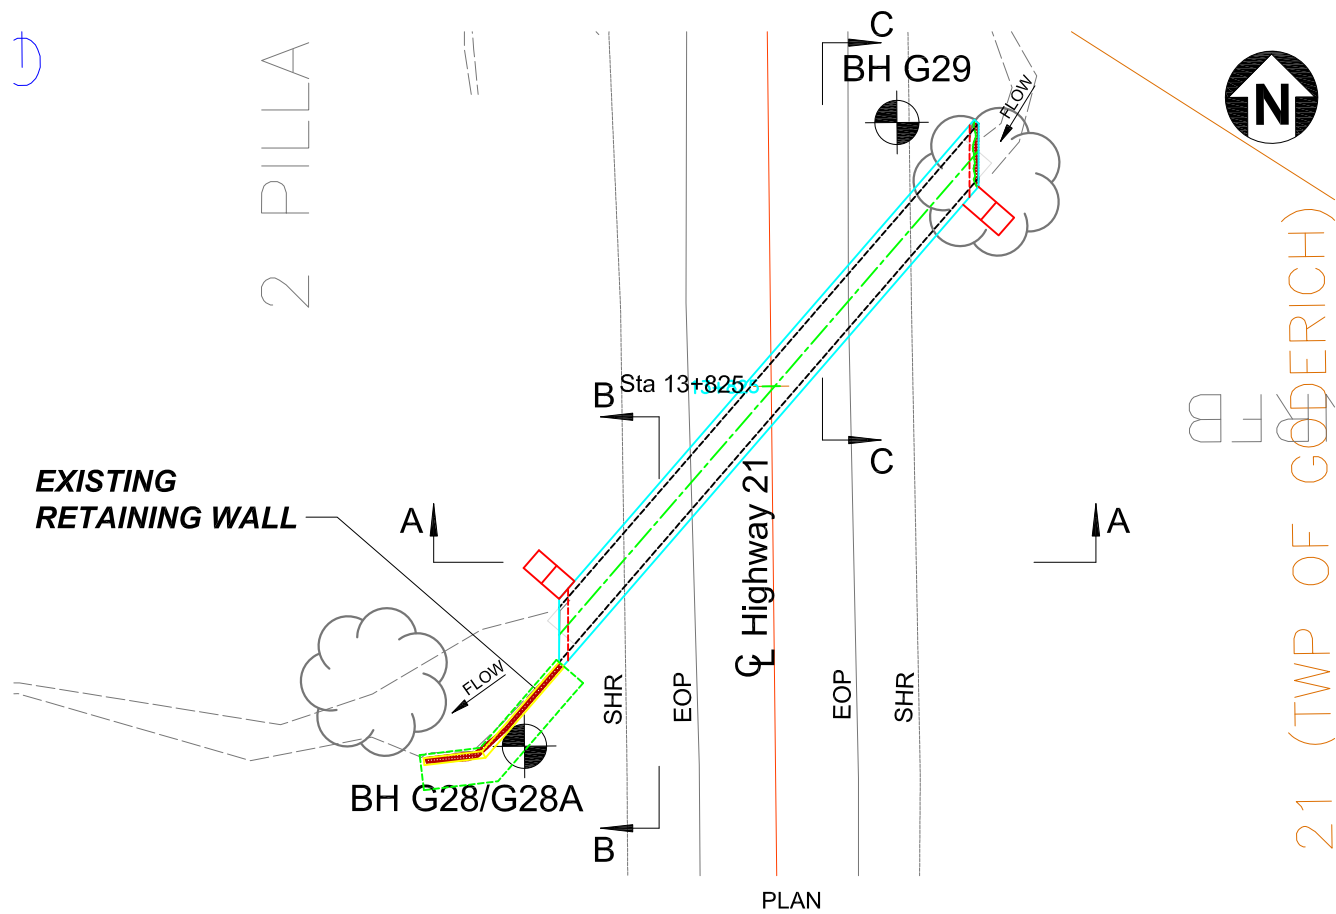 C
BH G29
FLOW
N
2 PILLA
Sta 13+825
B
C
EXISTING
RETAINING WALL
A
A
℄ Highway 21
FLOW
SHR
EOP
EOP
SHR
BH G28/G28A
B
21 (TWP OF GODERICH)
PLAN